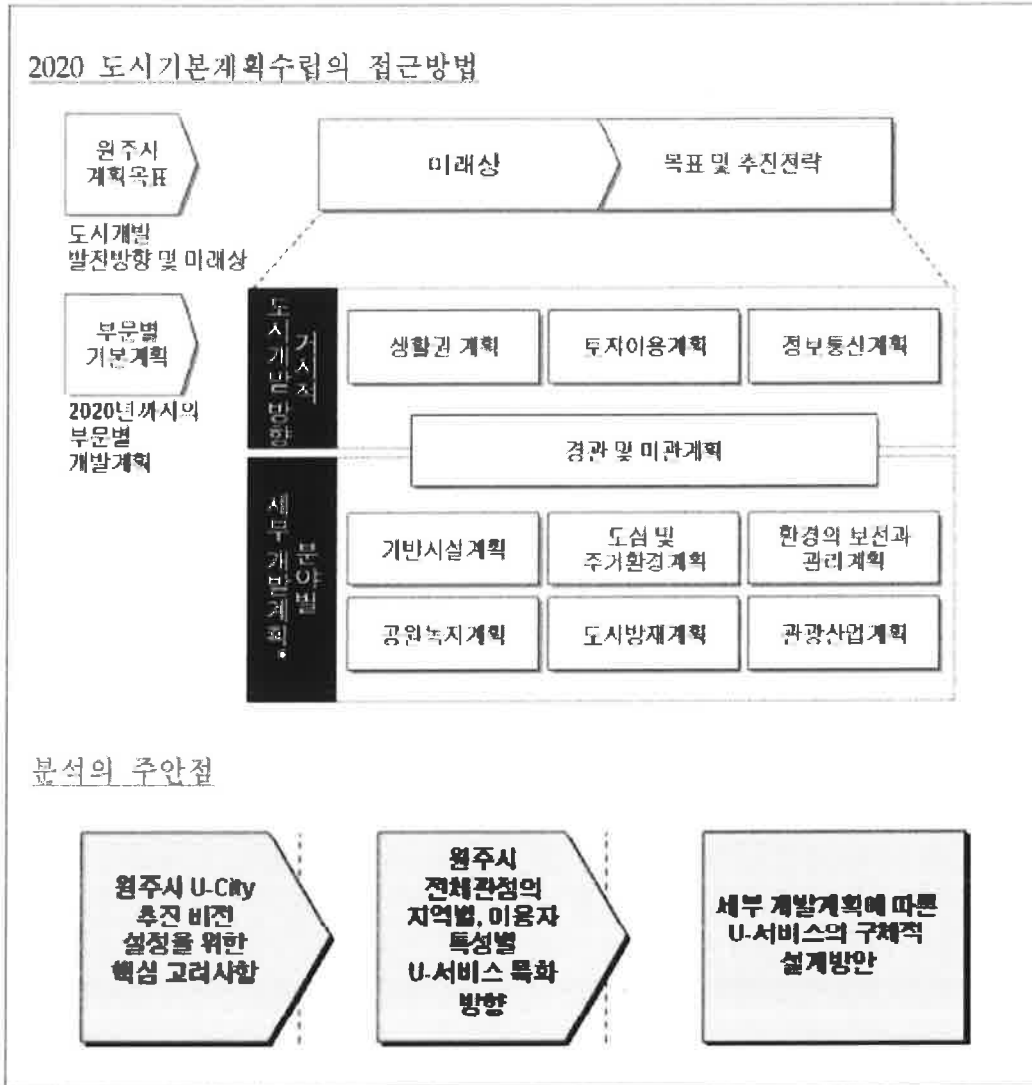 2020 도시기본계획수립의 접근방법
원주시
계획목표
미래상
목표 및 추진전략
도시개발
발전방향 및 미래상
부문별
기본계획
2020년까지의
부문별
개발계획
거시적
도시개발 방향
생활권 계획
토지이용계획
정보통신계획
경관 및 미관계획
분야별
세부 개발계획
기반시설계획
도심 및
주거환경계획
환경의 보전과
관리계획
공원녹지계획
도시방재계획
관광산업계획
분석의 주안점
원주시 U-City
추진 비전
설정을 위한
핵심 고려사항
원주시
전체관점의
지역별, 이용자
특성별
U-서비스 특화
방향
세부 개발계획에 따른
U-서비스의 구체적
설계방안